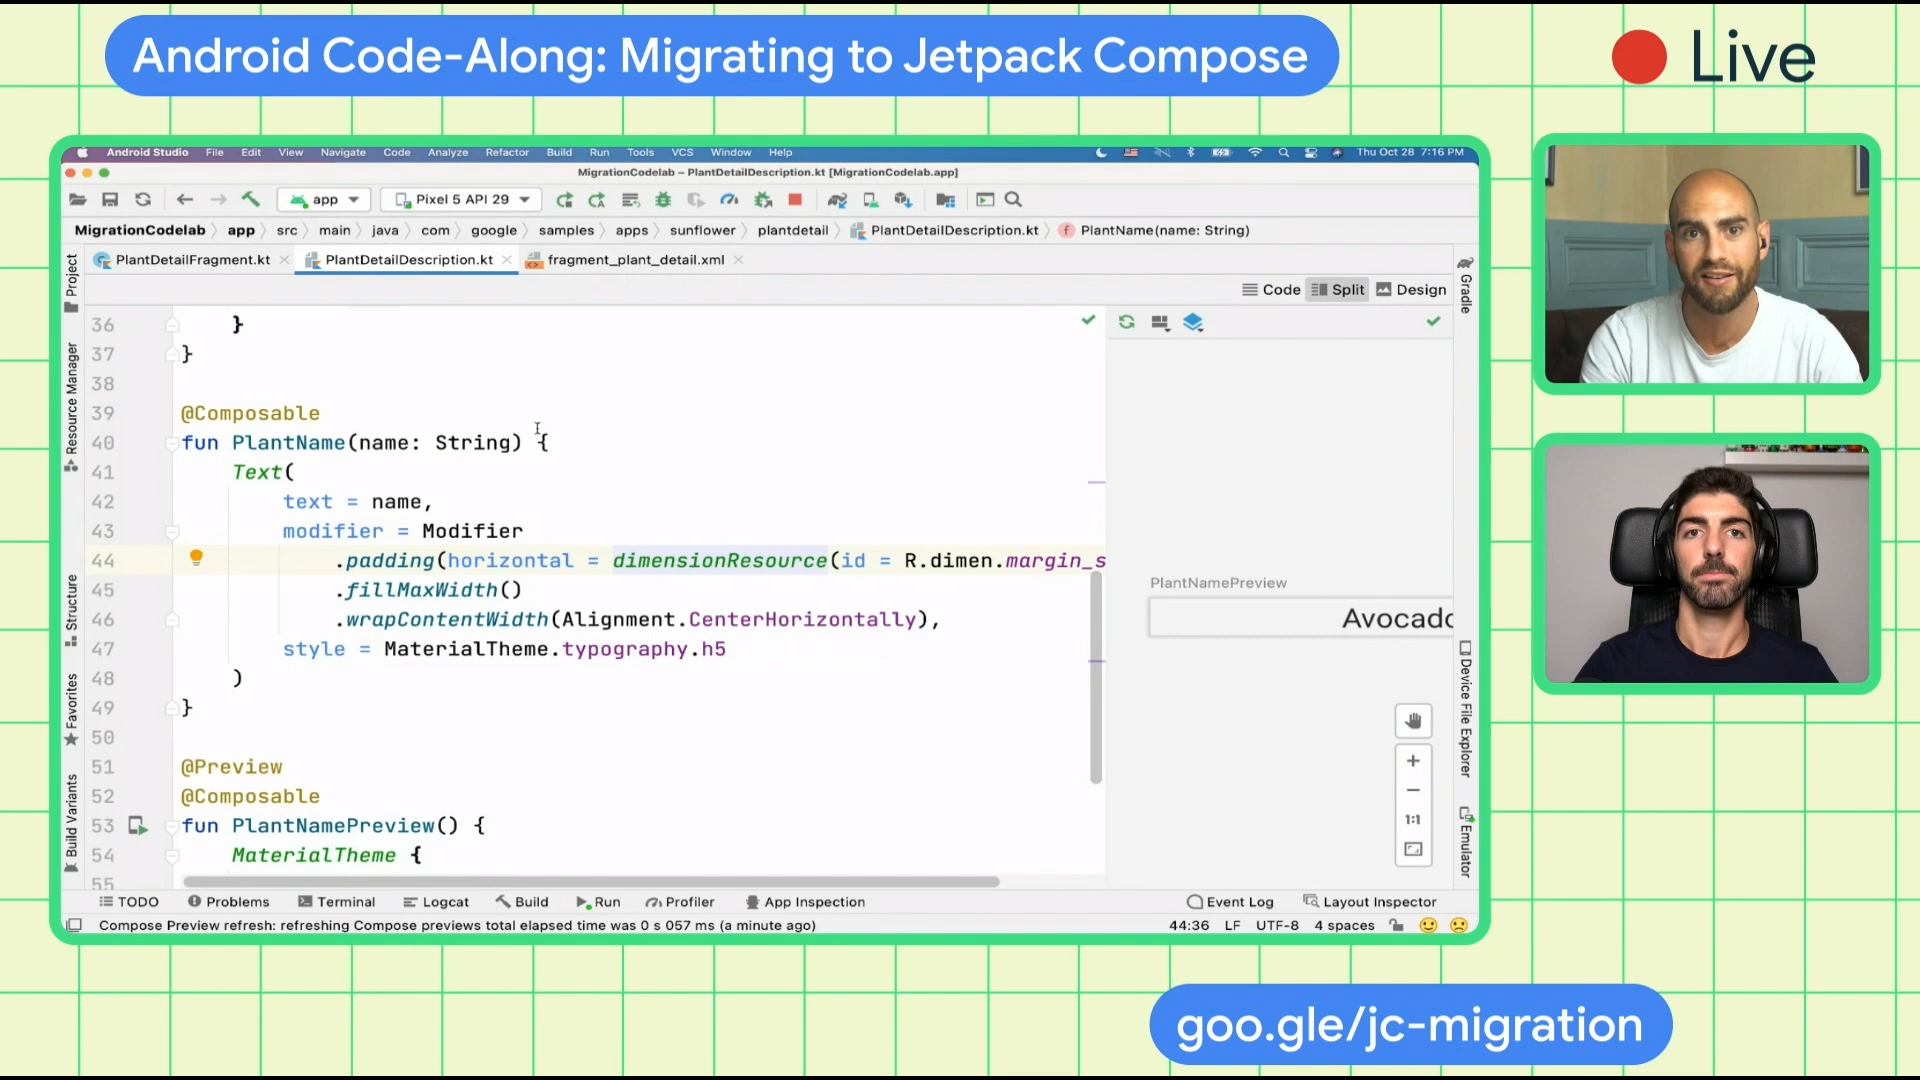 Android Code-Along: Migrating to Jetpack Compose
Live
Android Studio File Edit View Navigate Code Analyze Refactor Build Run Tools VCS Window Help Thu Oct 28 7:16 PM
MigrationCodelab – PlantDetailDescription.kt [MigrationCodelab.app]
app Pixel 5 API 29
MigrationCodelab app src main java com google samples apps sunflower plantdetail PlantDetailDescription.kt PlantName(name: String)
PlantDetailFragment.kt PlantDetailDescription.kt fragment_plant_detail.xml
Code Split Design
Project
Resource Manager
Structure
Favorites
Build Variants
36 }
37 }
38
39 @Composable
40 fun PlantName(name: String) {
41 Text(
42 text = name,
43 modifier = Modifier
44 .padding(horizontal = dimensionResource(id = R.dimen.margin_s
45 .fillMaxWidth()
46 .wrapContentWidth(Alignment.CenterHorizontally),
47 style = MaterialTheme.typography.h5
48 )
49 }
50
51 @Preview
52 @Composable
53 fun PlantNamePreview() {
54 MaterialTheme {
55
PlantNamePreview
Avocado
+
−
1:1
Gradle
Device File Explorer
Emulator
TODO Problems Terminal Logcat Build Run Profiler App Inspection Event Log Layout Inspector
Compose Preview refresh: refreshing Compose previews total elapsed time was 0 s 057 ms (a minute ago) 44:36 LF UTF-8 4 spaces
goo.gle/jc-migration